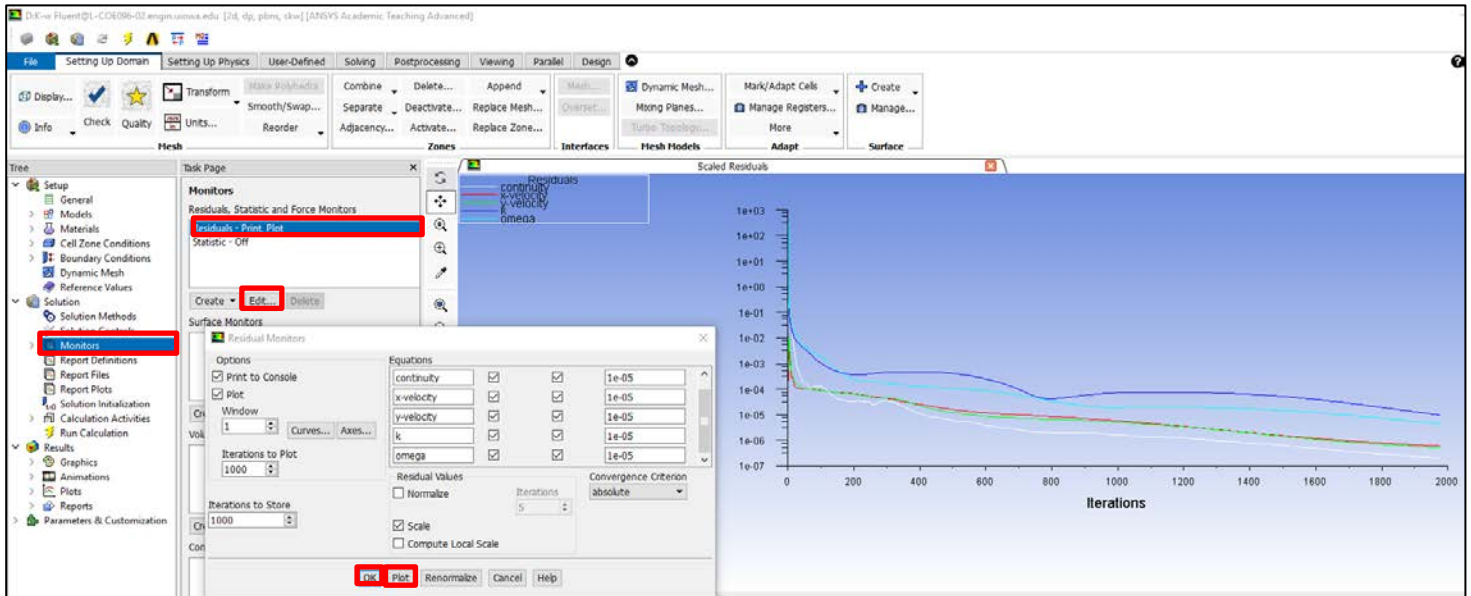 D:K-w Fluent@L-COE096-02.engin.uiowa.edu [2d, dp, pbns, skw] [ANSYS Academic Teaching Advanced]
File Setting Up Domain Setting Up Physics User-Defined Solving Postprocessing Viewing Parallel Design
Display... Transform Make Polyhedra Combine Delete... Append Mesh... Dynamic Mesh... Mark/Adapt Cells Create
Smooth/Swap... Separate Deactivate... Replace Mesh... Overset... Mixing Planes... Manage Registers... Manage...
Info Check Quality Units... Reorder Adjacency... Activate... Replace Zone... Turbo Topology... More
Mesh Zones Interfaces Mesh Models Adapt Surface
Tree
Setup
General
Models
Materials
Cell Zone Conditions
Boundary Conditions
Dynamic Mesh
Reference Values
Solution
Solution Methods
Solution Controls
Monitors
Report Definitions
Report Files
Report Plots
Solution Initialization
Calculation Activities
Run Calculation
Results
Graphics
Animations
Plots
Reports
Parameters & Customization
Task Page
Monitors
Residuals, Statistic and Force Monitors
Residuals - Print, Plot
Statistic - Off
Create Edit... Delete
Surface Monitors
Residual Monitors
Options
Print to Console
Plot
Window
1 Curves... Axes...
Iterations to Plot
1000
Iterations to Store
1000
Equations
continuity 1e-05
x-velocity 1e-05
y-velocity 1e-05
k 1e-05
omega 1e-05
Residual Values
Normalize Iterations
5
Scale
Compute Local Scale
Convergence Criterion
absolute
OK Plot Renormalize Cancel Help
Scaled Residuals
Residuals
continuity
x-velocity
y-velocity
k
omega
1e+03
1e+02
1e+01
1e+00
1e-01
1e-02
1e-03
1e-04
1e-05
1e-06
1e-07
0 200 400 600 800 1000 1200 1400 1600 1800 2000
Iterations